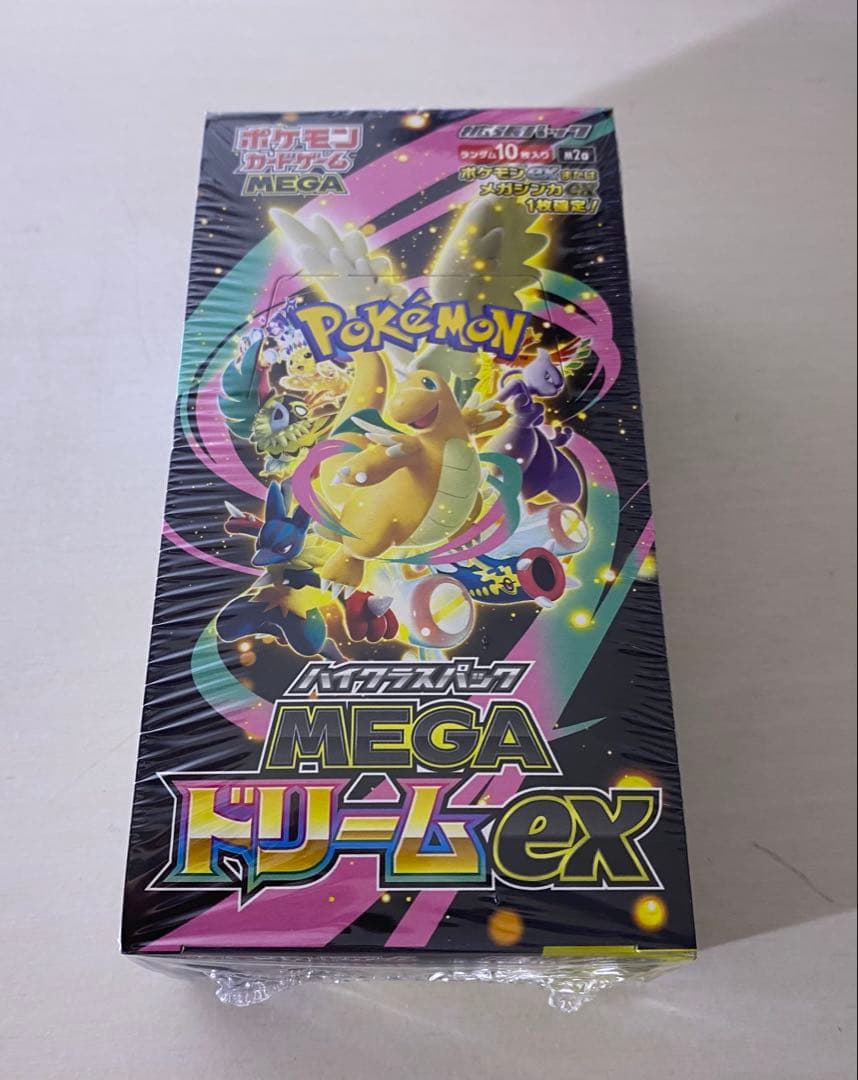 ポケモン
カードゲーム
MEGA
拡張パック
ランダム10枚入り m2a
ポケモンexまたは
メガシンカex
1枚確定!
POKéMON
ハイクラスパック
MEGA
ドリームex